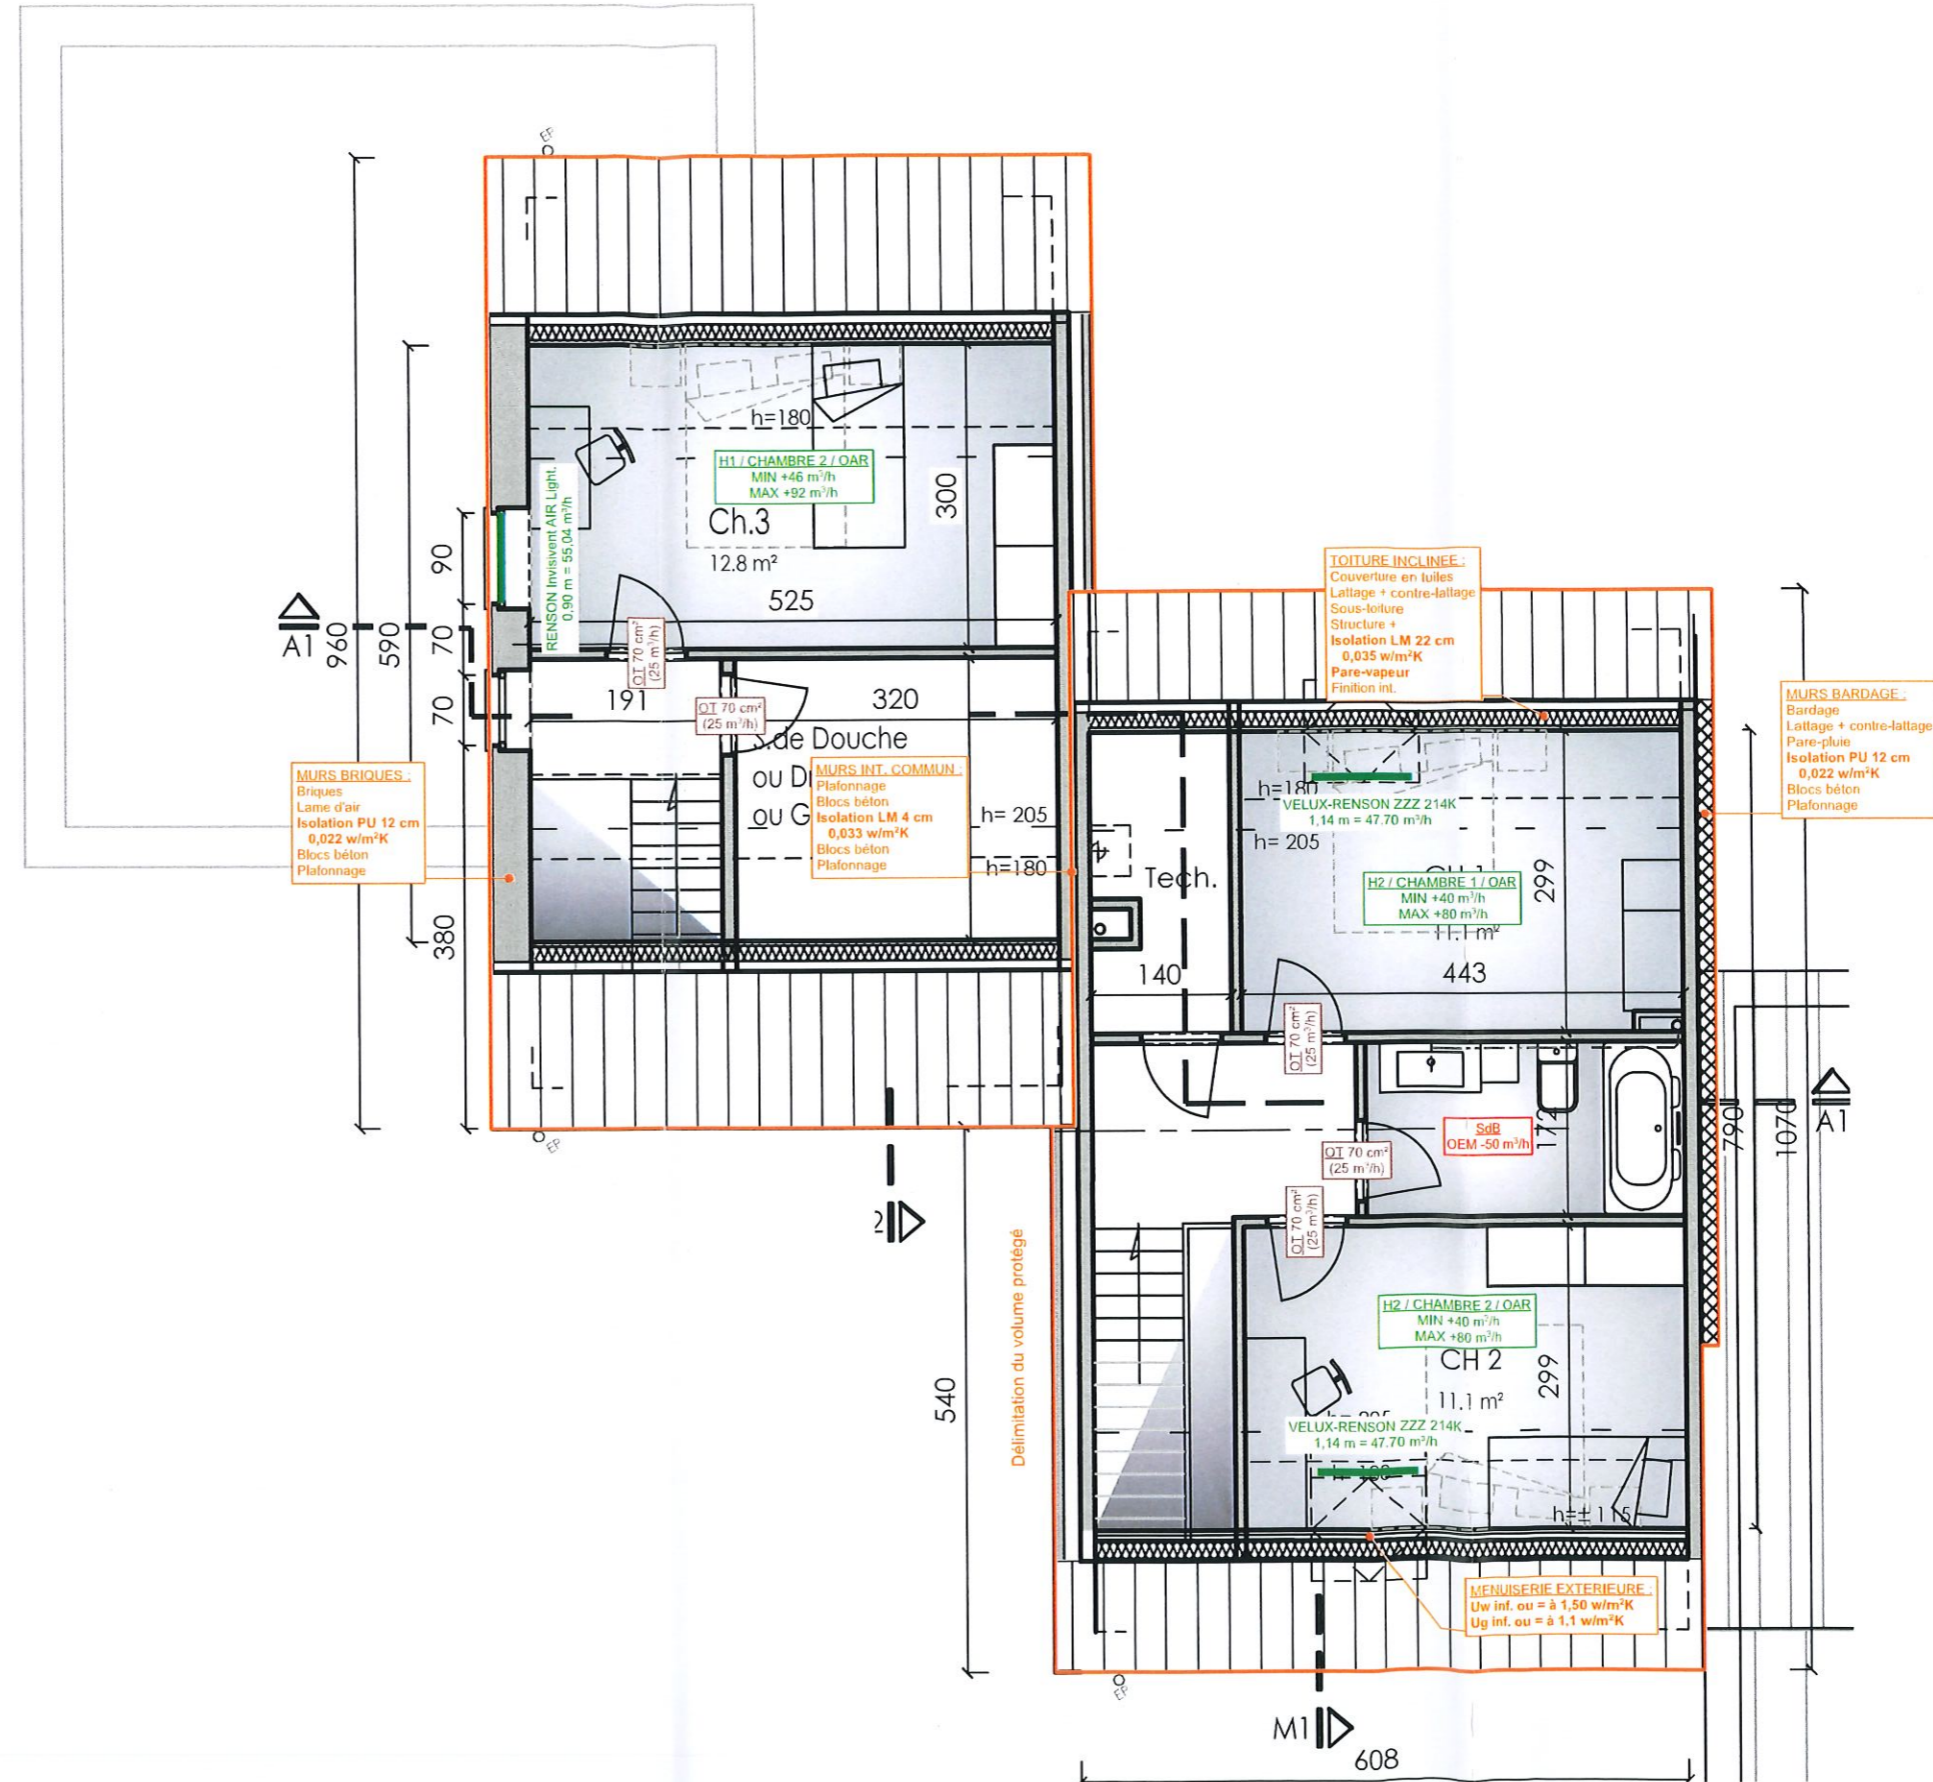 EP
h=180
H1 / CHAMBRE 2 / OAR
MIN +46 m³/h
MAX +92 m³/h
Ch.3
12.8 m²
300
525
RENSON Invisivent AIR Light.
0,90 m = 55,04 m³/h
90
70
70
380
590
960
A1
OT 70 cm²
(25 m³/h)
191
OT 70 cm²
(25 m³/h)
320
de Douche
ou
ou
h= 205
h=180
MURS BRIQUES :
Briques
Lame d'air
Isolation PU 12 cm
0,022 w/m²K
Blocs béton
Plafonnage
MURS INT. COMMUN :
Plafonnage
Blocs béton
Isolation LM 4 cm
0,033 w/m²K
Blocs béton
Plafonnage
TOITURE INCLINEE :
Couverture en tuiles
Lattage + contre-lattage
Sous-toiture
Structure +
Isolation LM 22 cm
0,035 w/m²K
Pare-vapeur
Finition int.
MURS BARDAGE :
Bardage
Lattage + contre-lattage
Pare-pluie
Isolation PU 12 cm
0,022 w/m²K
Blocs béton
Plafonnage
h=180
VELUX-RENSON ZZZ 214K
1,14 m = 47.70 m³/h
h= 205
Tech.
H2 / CHAMBRE 1 / OAR
MIN +40 m³/h
MAX +80 m³/h
11.1 m²
299
140
443
OT 70 cm²
(25 m³/h)
SdB
OEM -50 m³/h
172
790
1070
A1
OT 70 cm²
(25 m³/h)
OT 70 cm²
(25 m³/h)
EP
2
Délimitation du volume protégé
540
H2 / CHAMBRE 2 / OAR
MIN +40 m³/h
MAX +80 m³/h
CH 2
11.1 m²
299
VELUX-RENSON ZZZ 214K
1,14 m = 47.70 m³/h
h=± 115
MENUISERIE EXTERIEURE :
Uw inf. ou = à 1,50 w/m²K
Ug inf. ou = à 1,1 w/m²K
EP
M1
608